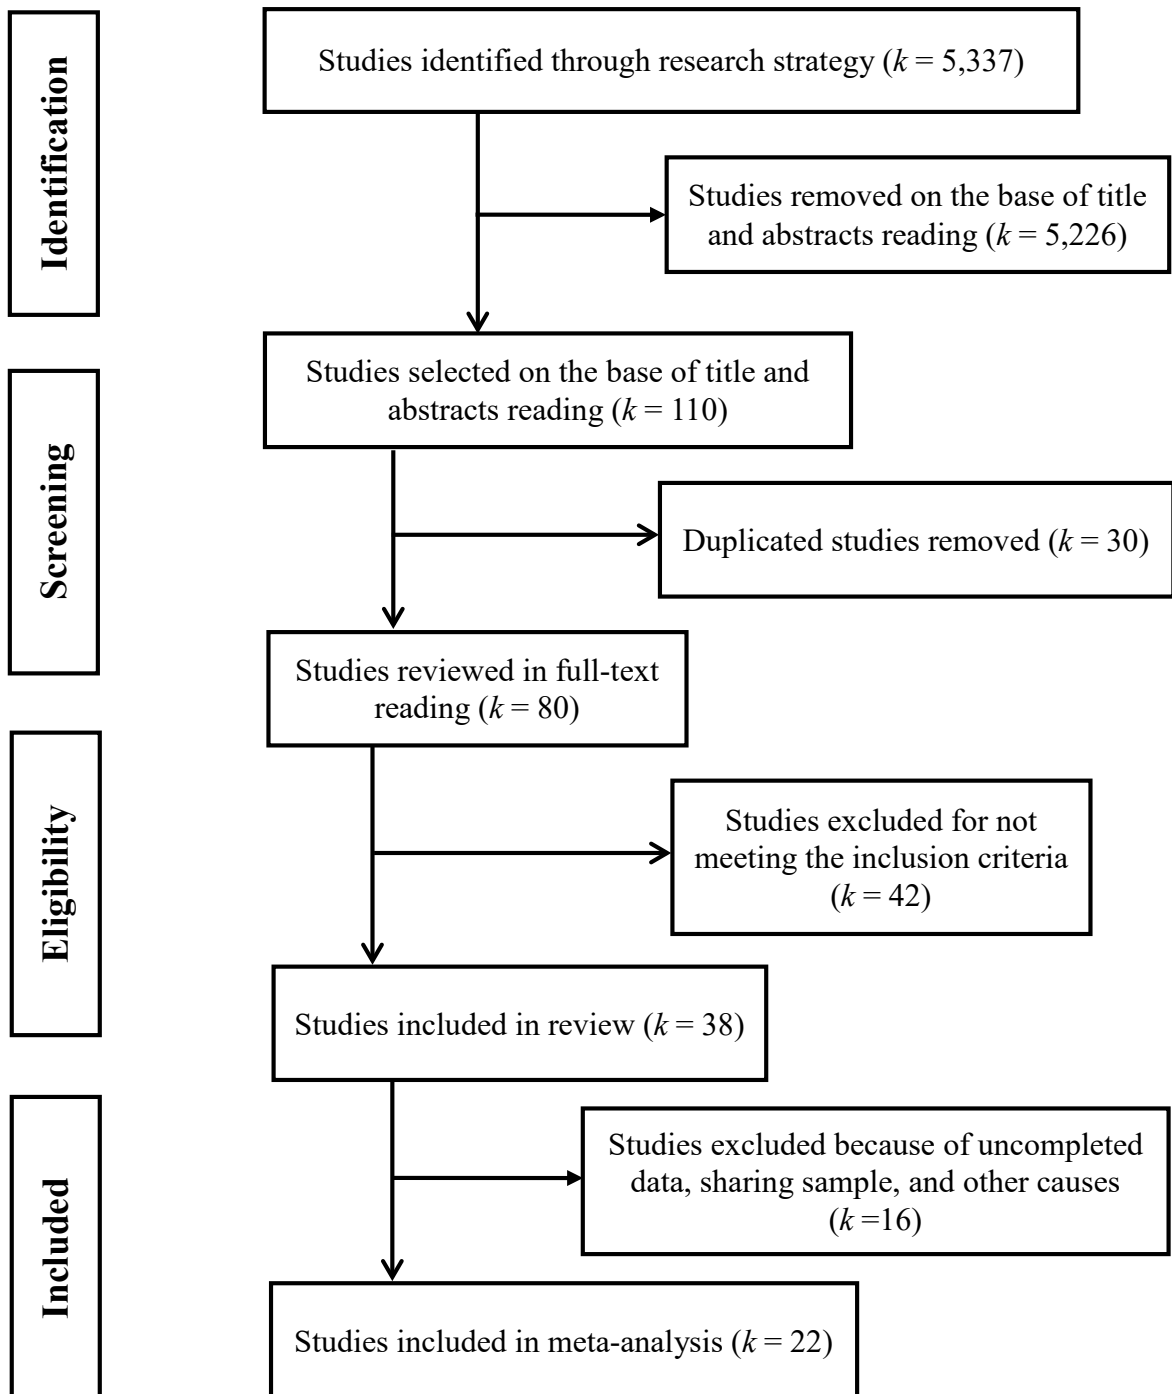 Identification
Studies identified through research strategy (k = 5,337)
Studies removed on the base of title
and abstracts reading (k = 5,226)
Screening
Studies selected on the base of title and
abstracts reading (k = 110)
Duplicated studies removed (k = 30)
Studies reviewed in full-text
reading (k = 80)
Eligibility
Studies excluded for not
meeting the inclusion criteria
(k = 42)
Studies included in review (k = 38)
Included
Studies excluded because of uncompleted
data, sharing sample, and other causes
(k =16)
Studies included in meta-analysis (k = 22)